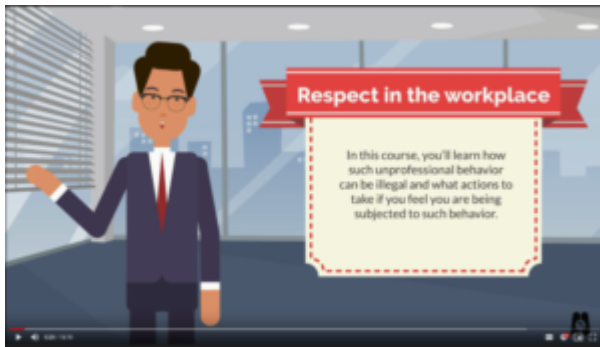 Respect in the workplace
In this course, you'll learn how
such unprofessional behavior
can be illegal and what actions to
take if you feel you are being
subjected to such behavior.